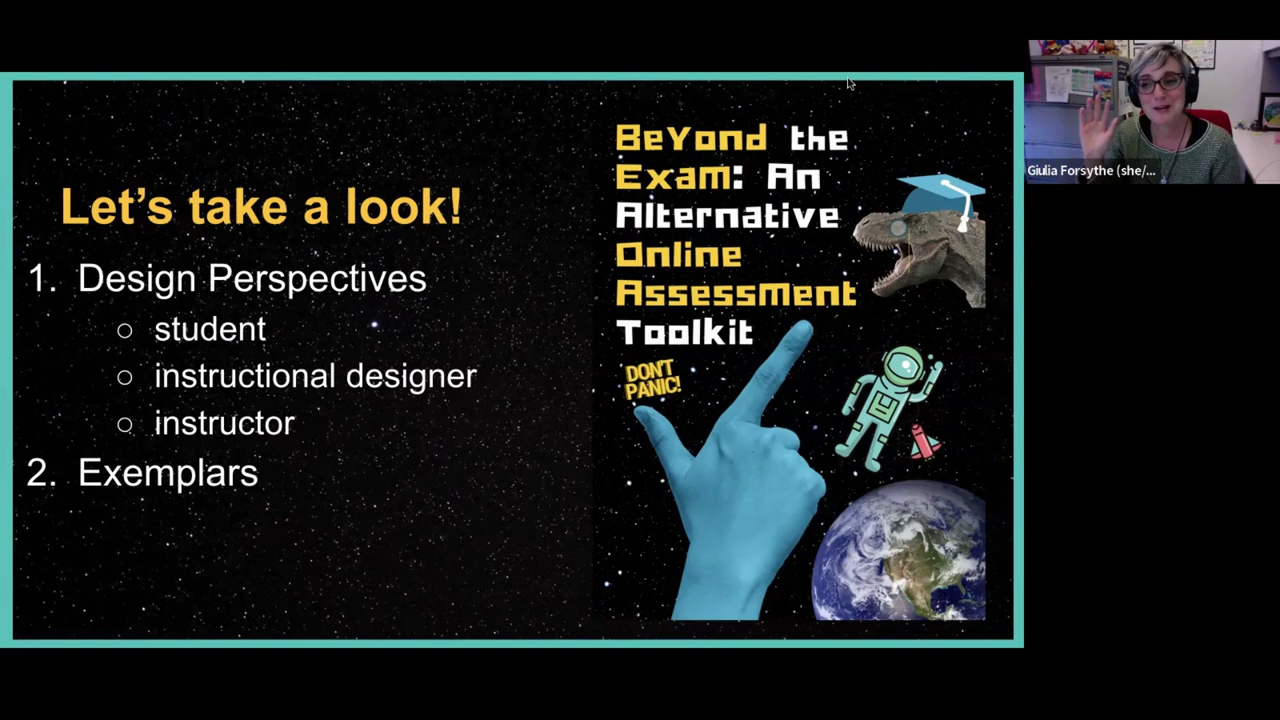 Let's take a look!
1. Design Perspectives
○ student
○ instructional designer
○ instructor
2. Exemplars
BeYond the
Exam: An
Alternative
Online
Assessment
Toolkit
DON'T
PANIC!
Giulia Forsythe (she/...